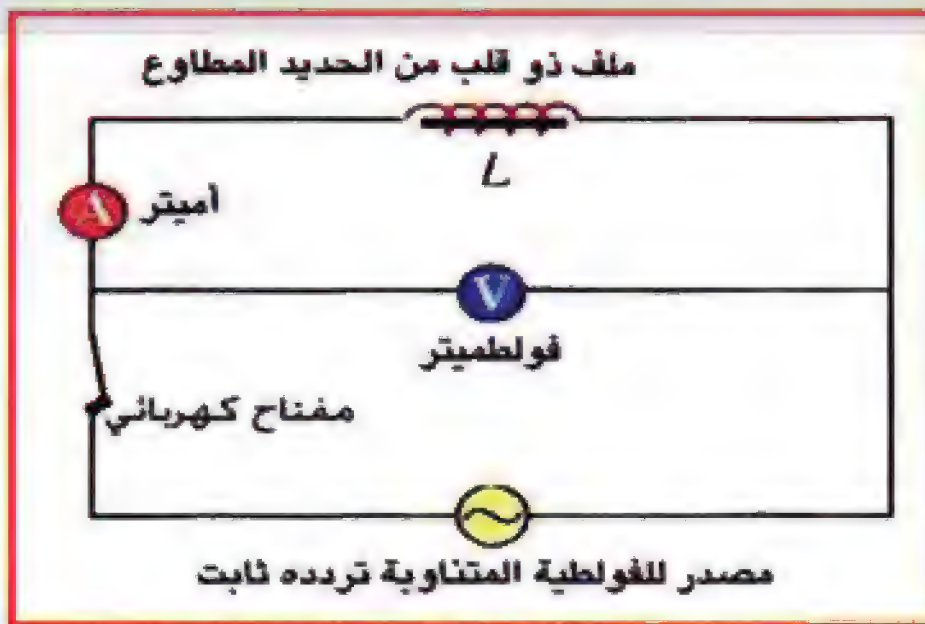 ملف ذو قلب من الحديد المطاوع
L
A أميتر
V
فولطميتر
مفتاح كهربائي
مصدر للفولطية المتناوبة تردده ثابت